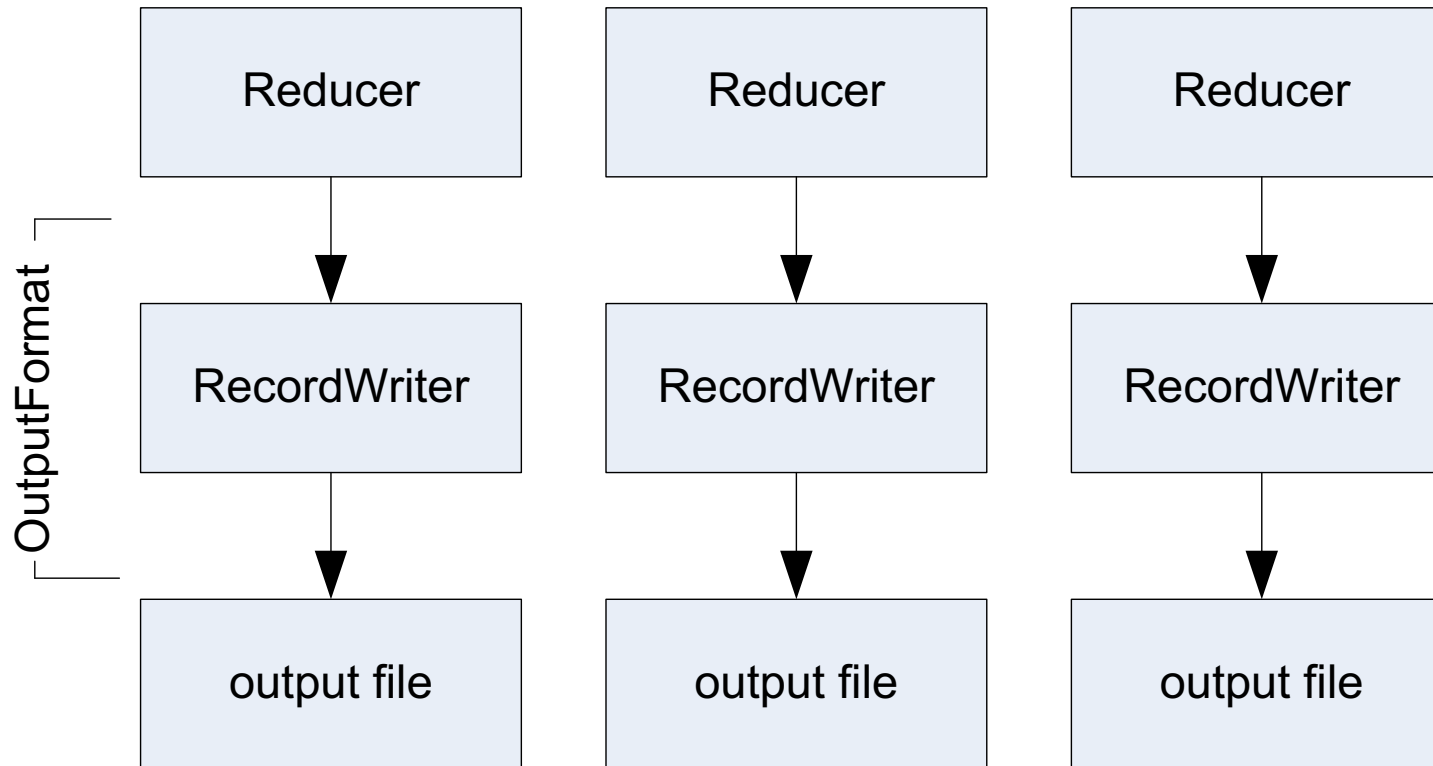 Reducer Reducer Reducer
OutputFormat
RecordWriter RecordWriter RecordWriter
output file output file output file